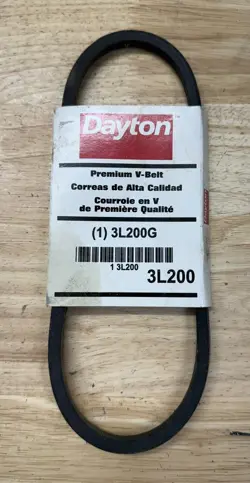 Dayton
Premium V-Belt
Correas de Alta Calidad
Courroie en V
de Première Qualité
(1) 3L200G
1 3L200
3L200